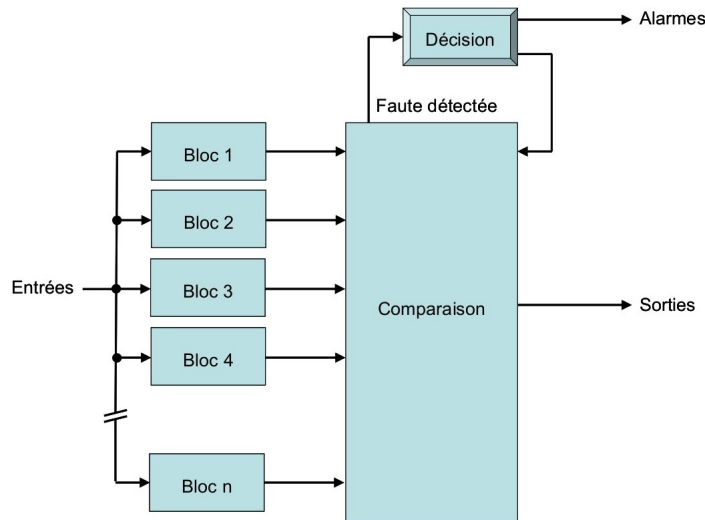 Alarmes
Décision
Faute détectée
Bloc 1
Bloc 2
Entrées
Bloc 3
Comparaison
Sorties
Bloc 4
Bloc n